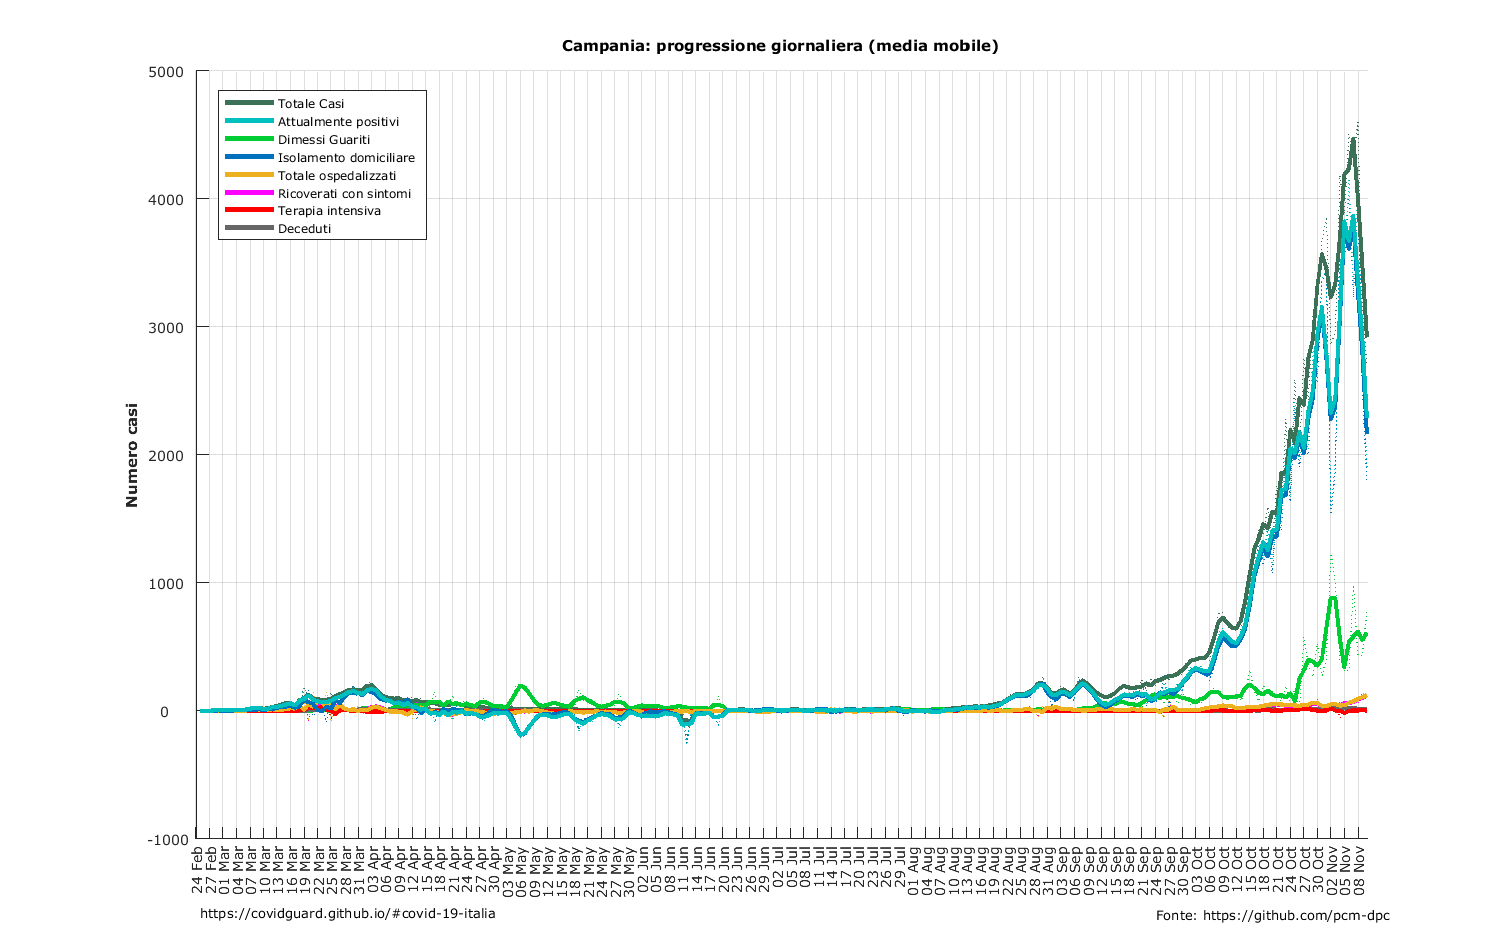 Campania: progressione giornaliera (media mobile)
5000
4000
3000
2000
1000
0
-1000
Numero casi
Totale Casi
Attualmente positivi
Dimessi Guariti
Isolamento domiciliare
Totale ospedalizzati
Ricoverati con sintomi
Terapia intensiva
Deceduti
24 Feb
27 Feb
01 Mar
04 Mar
07 Mar
10 Mar
13 Mar
16 Mar
19 Mar
22 Mar
25 Mar
28 Mar
31 Mar
03 Apr
06 Apr
09 Apr
12 Apr
15 Apr
18 Apr
21 Apr
24 Apr
27 Apr
30 Apr
03 May
06 May
09 May
12 May
15 May
18 May
21 May
24 May
27 May
30 May
02 Jun
05 Jun
08 Jun
11 Jun
14 Jun
17 Jun
20 Jun
23 Jun
26 Jun
29 Jun
02 Jul
05 Jul
08 Jul
11 Jul
14 Jul
17 Jul
20 Jul
23 Jul
26 Jul
29 Jul
01 Aug
04 Aug
07 Aug
10 Aug
13 Aug
16 Aug
19 Aug
22 Aug
25 Aug
28 Aug
31 Aug
03 Sep
06 Sep
09 Sep
12 Sep
15 Sep
18 Sep
21 Sep
24 Sep
27 Sep
30 Sep
03 Oct
06 Oct
09 Oct
12 Oct
15 Oct
18 Oct
21 Oct
24 Oct
27 Oct
30 Oct
02 Nov
05 Nov
08 Nov
https://covidguard.github.io/#covid-19-italia
Fonte: https://github.com/pcm-dpc